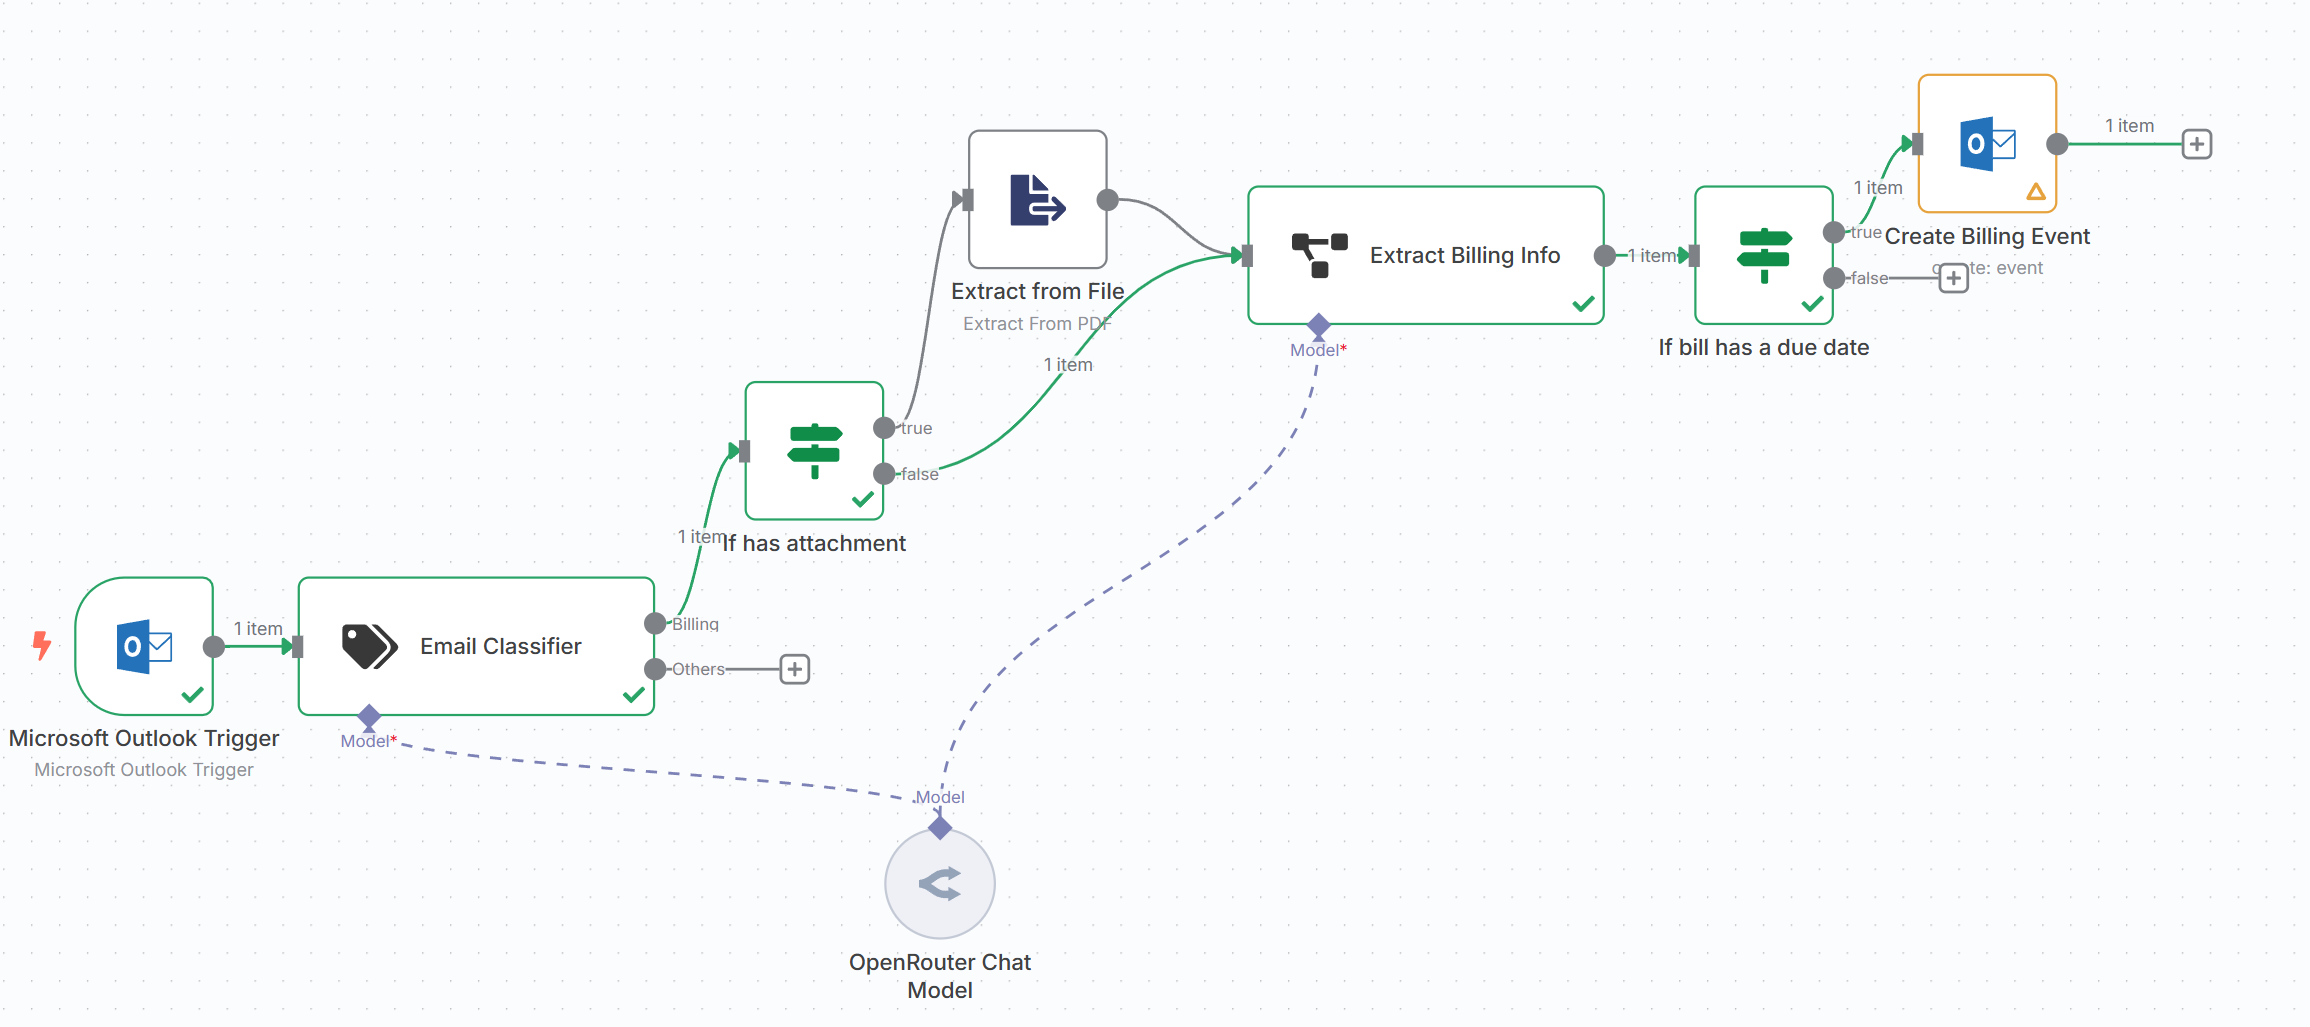 1 item
Create Billing Event
1 item
true
false
Extract from File
Extract From PDF
Extract Billing Info
1 item
Model*
If bill has a due date
1 item
true
false
If has attachment
1 item
Microsoft Outlook Trigger
Microsoft Outlook Trigger
1 item
Email Classifier
Billing
Others
Model*
Model
OpenRouter Chat
Model
te: event